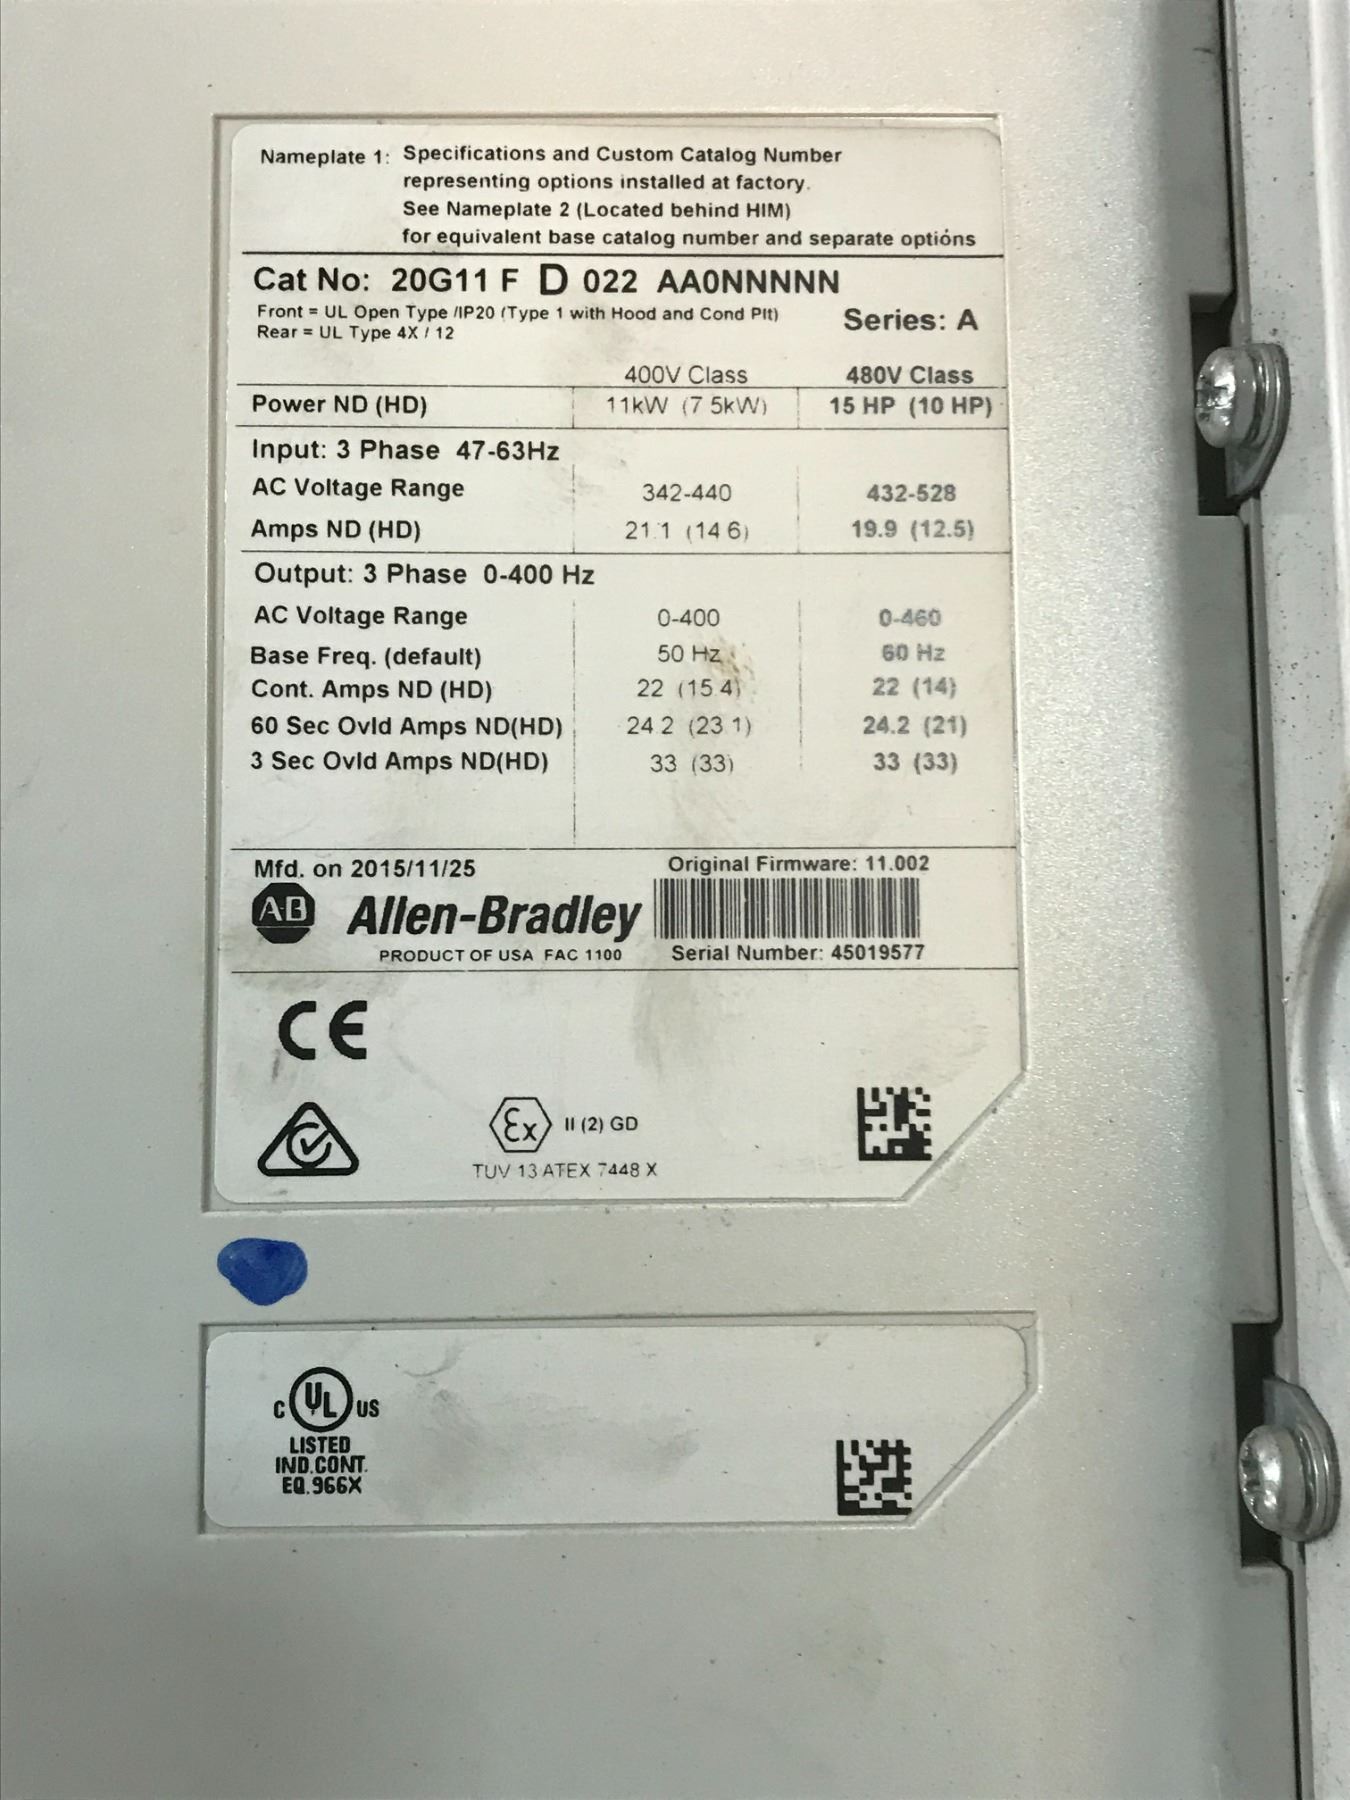 Nameplate 1: Specifications and Custom Catalog Number
representing options installed at factory.
See Nameplate 2 (Located behind HIM)
for equivalent base catalog number and separate options
Cat No: 20G11 F D 022 AA0NNNNN
Front = UL Open Type /IP20 (Type 1 with Hood and Cond Plt)
Rear = UL Type 4X / 12
Series: A
400V Class 480V Class
Power ND (HD) 11kW (7.5kW) 15 HP (10 HP)
Input: 3 Phase 47-63Hz
AC Voltage Range 342-440 432-528
Amps ND (HD) 21.1 (14.6) 19.9 (12.5)
Output: 3 Phase 0-400 Hz
AC Voltage Range 0-400 0-460
Base Freq. (default) 50 Hz 60 Hz
Cont. Amps ND (HD) 22 (15.4) 22 (14)
60 Sec Ovld Amps ND(HD) 24.2 (23.1) 24.2 (21)
3 Sec Ovld Amps ND(HD) 33 (33) 33 (33)
Mfd. on 2015/11/25 Original Firmware: 11.002
AB Allen-Bradley
PRODUCT OF USA FAC 1100 Serial Number: 45019577
CE
Ex II (2) GD
TUV 13 ATEX 7448 X
C UL US
LISTED
IND.CONT.
EQ.966X